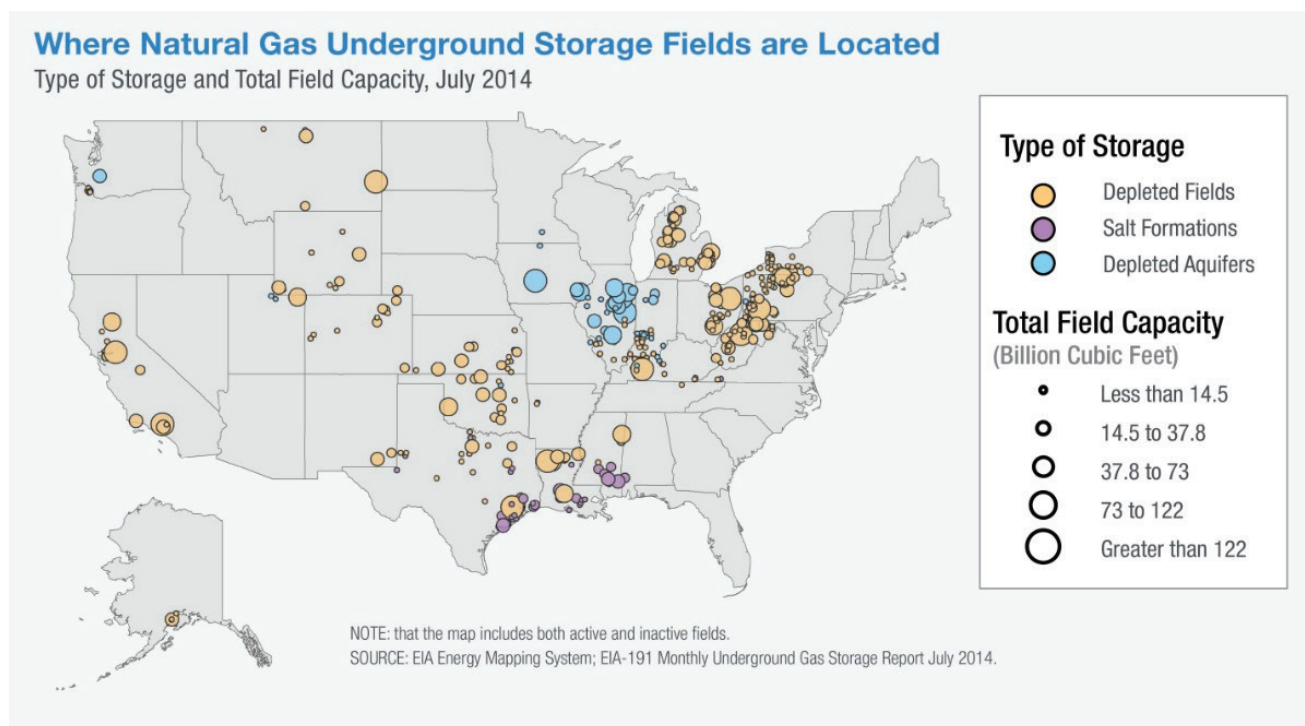 Where Natural Gas Underground Storage Fields are Located
Type of Storage and Total Field Capacity, July 2014
Type of Storage
Depleted Fields
Salt Formations
Depleted Aquifers
Total Field Capacity
(Billion Cubic Feet)
Less than 14.5
14.5 to 37.8
37.8 to 73
73 to 122
Greater than 122
NOTE: that the map includes both active and inactive fields.
SOURCE: EIA Energy Mapping System; EIA-191 Monthly Underground Gas Storage Report July 2014.